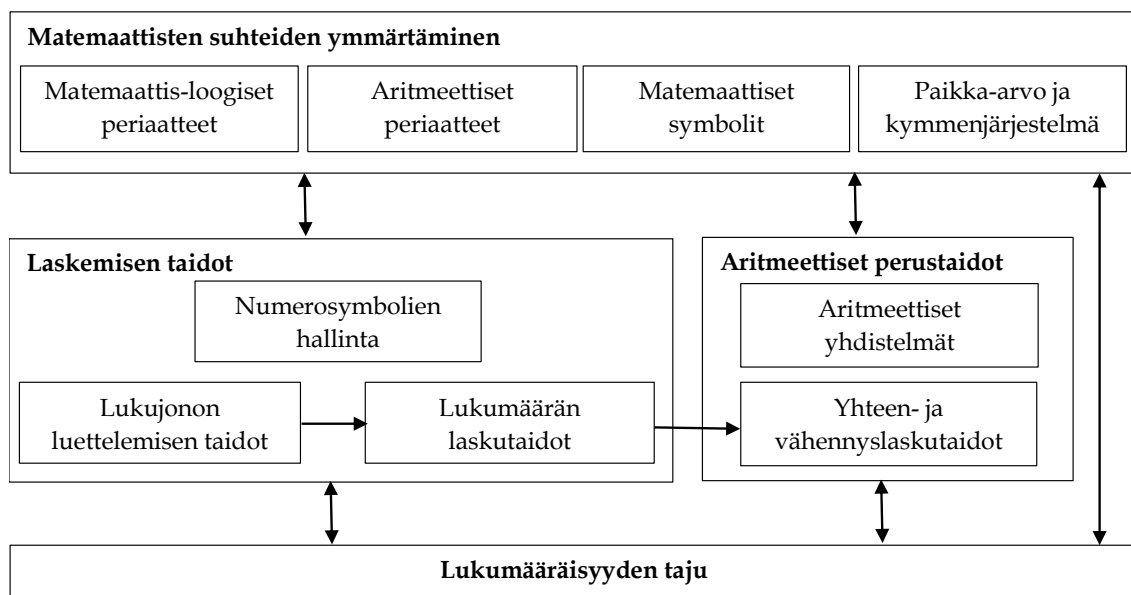 Matemaattisten suhteiden ymmärtäminen
Matemaattis-loogiset
periaatteet
Aritmeettiset
periaatteet
Matemaattiset
symbolit
Paikka-arvo ja
kymmenjärjestelmä
Laskemisen taidot
Numerosymbolien
hallinta
Lukujonon
luettelemisen taidot
Lukumäärän
laskutaidot
Aritmeettiset perustaidot
Aritmeettiset
yhdistelmät
Yhteen- ja
vähennyslaskutaidot
Lukumääräisyyden taju